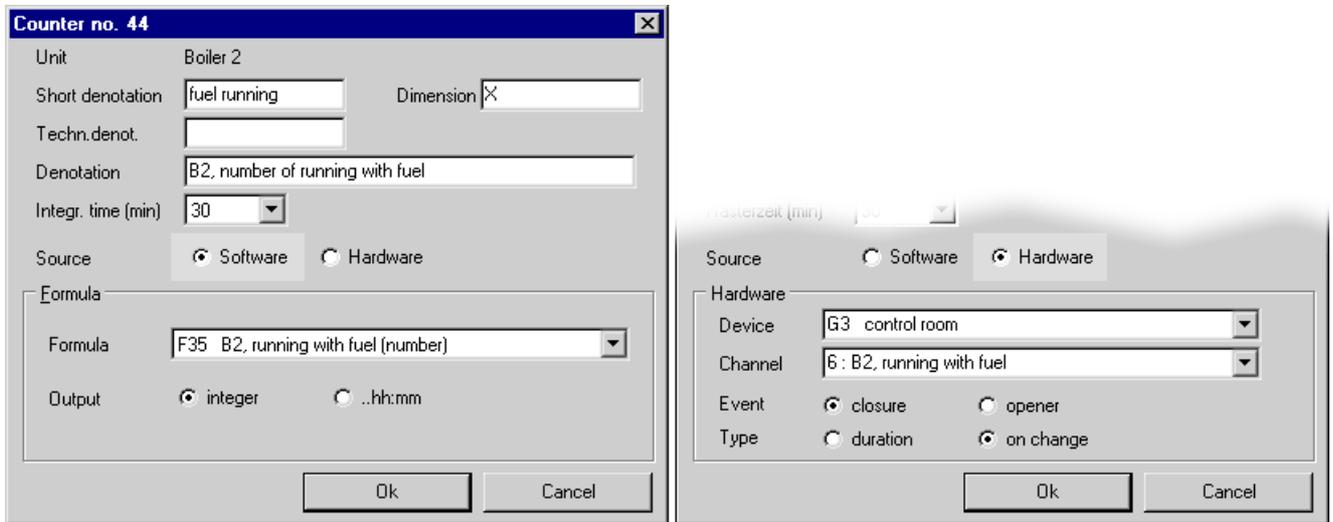 Counter no. 44
Unit Boiler 2
Short denotation fuel running Dimension X
Techn.denot.
Denotation B2, number of running with fuel
Integr. time (min) 30
Source Software Hardware
Formula
Formula F35 B2, running with fuel (number)
Output integer ..hh:mm
Ok Cancel
Rasterzeit (min) 30
Source Software Hardware
Hardware
Device G3 control room
Channel 6 : B2, running with fuel
Event closure opener
Type duration on change
Ok Cancel